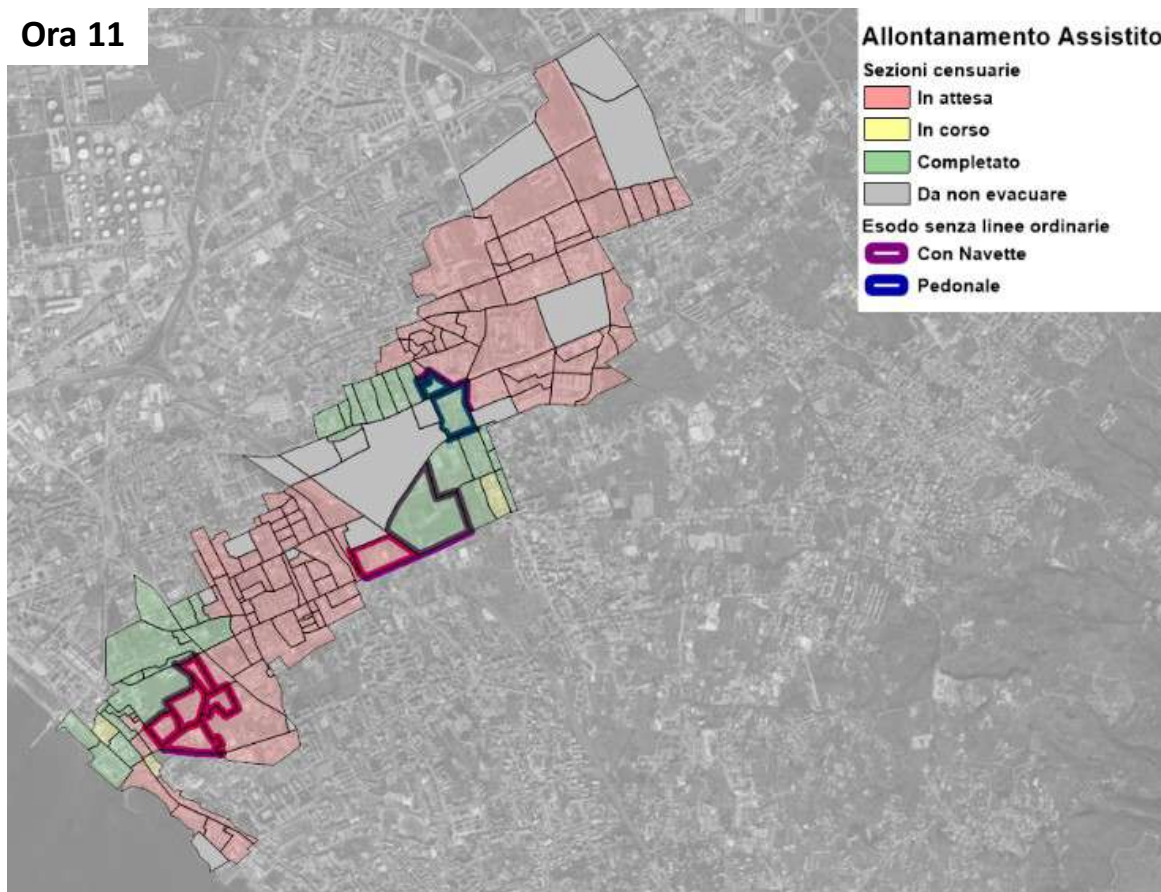 Ora 11
Allontanamento Assistito
Sezioni censuarie
In attesa
In corso
Completato
Da non evacuare
Esodo senza linee ordinarie
Con Navette
Pedonale